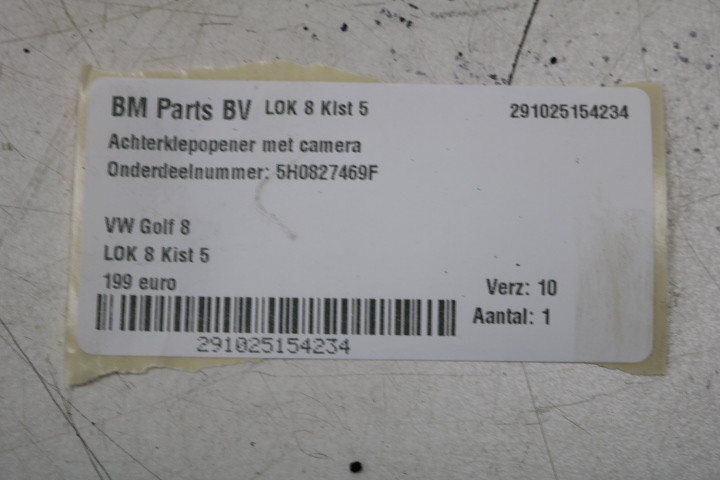 BM Parts BV LOK 8 Kist 5 291025154234
Achterklepopener met camera
Onderdeelnummer: 5H0827469F
VW Golf 8
LOK 8 Kist 5
199 euro
Verz: 10
Aantal: 1
291025154234